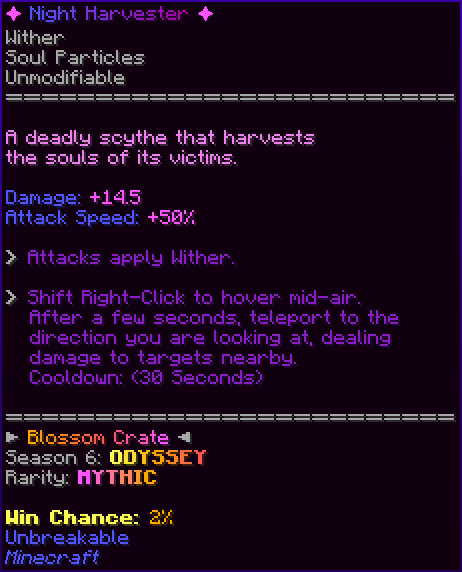 ✦ Night Harvester ✦
Wither
Soul Particles
Unmodifiable
================================
A deadly scythe that harvests
the souls of its victims.
Damage: +14.5
Attack Speed: +50%
> Attacks apply Wither.
> Shift Right-Click to hover mid-air.
After a few seconds, teleport to the
direction you are looking at, dealing
damage to targets nearby.
Cooldown: (30 Seconds)
================================
► Blossom Crate ◄
Season 6: ODYSSEY
Rarity: MYTHIC
Win Chance: 2%
Unbreakable
Minecraft